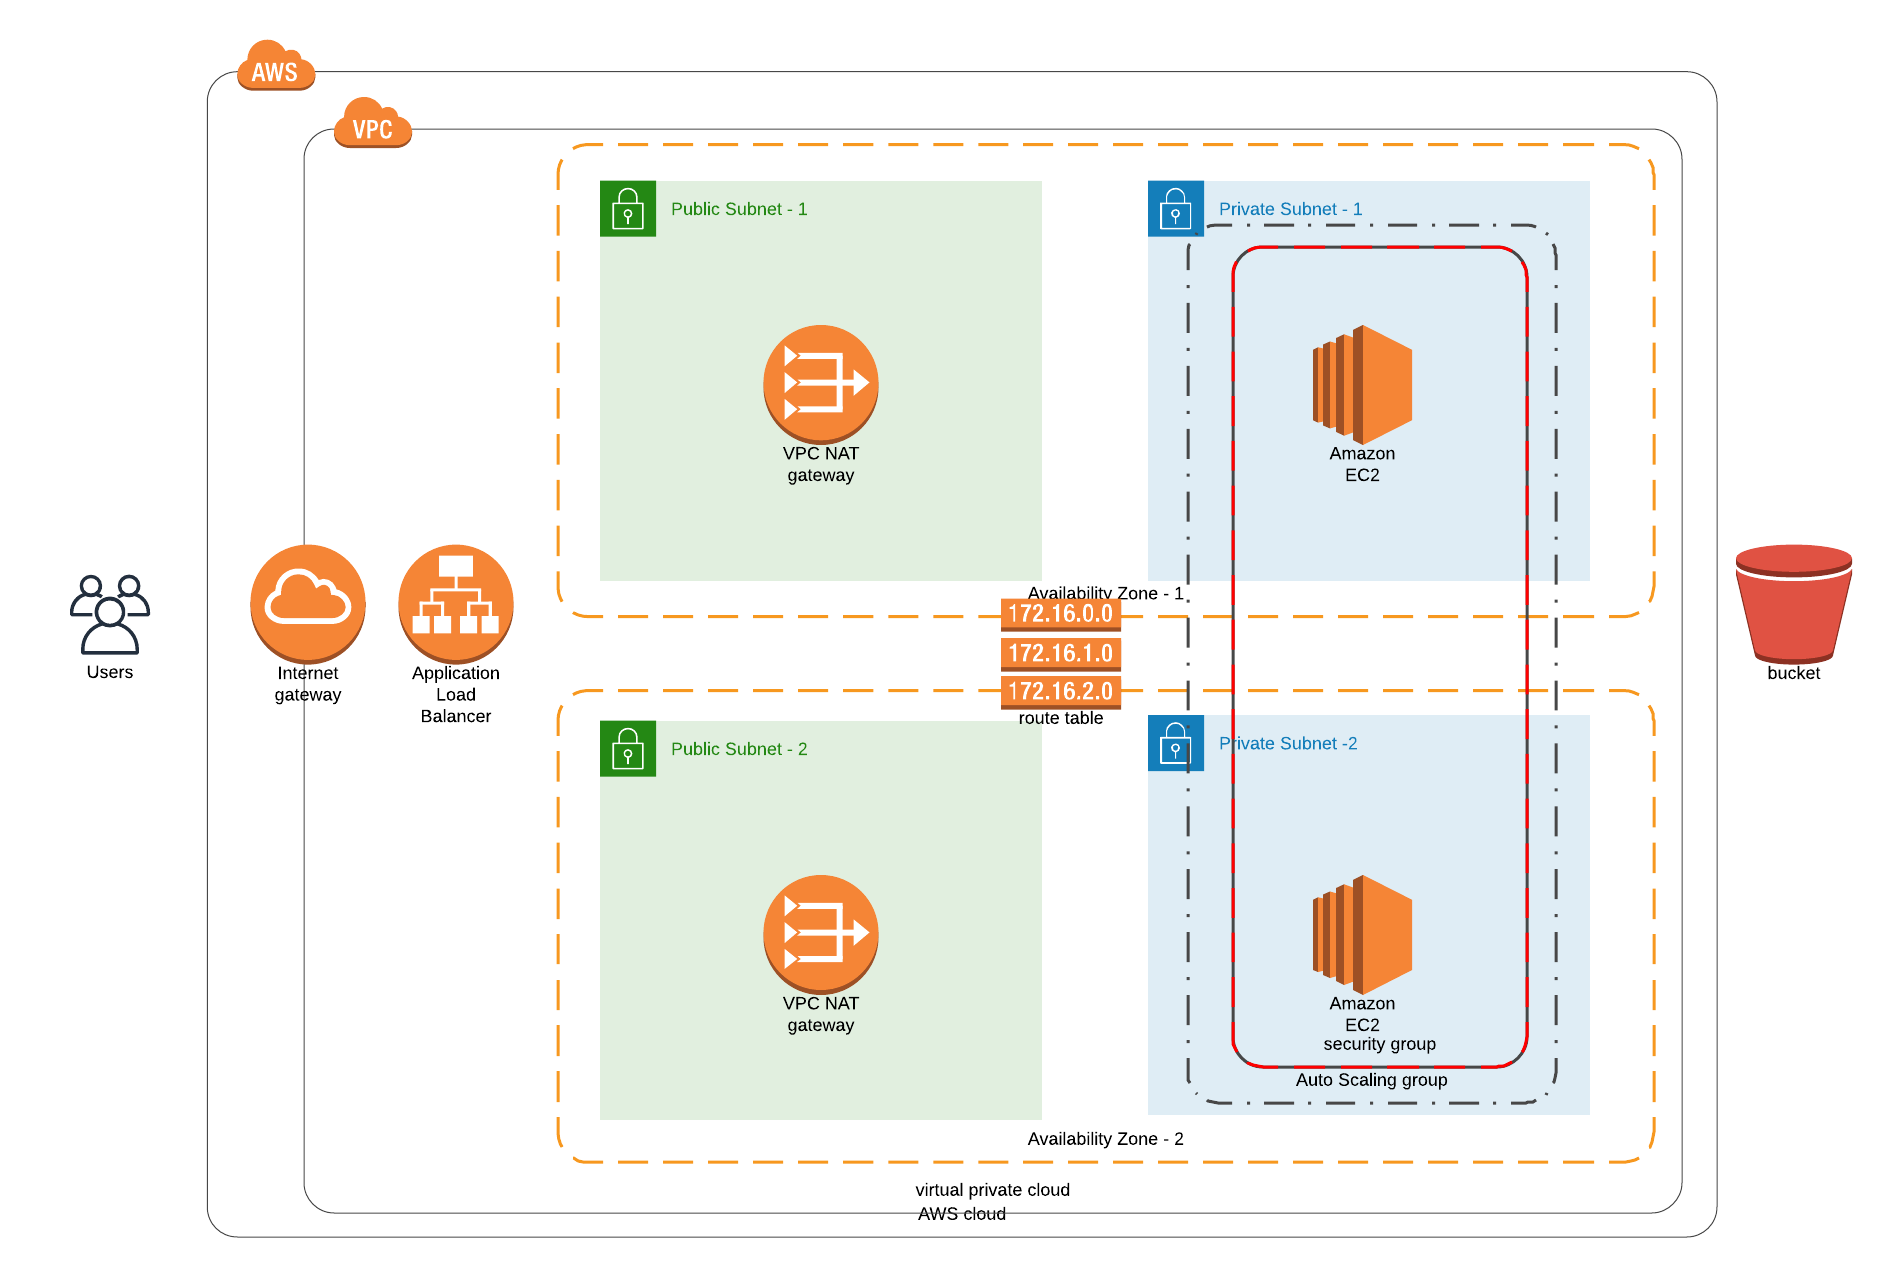 AWS
VPC
Public Subnet - 1
Private Subnet - 1
VPC NAT
gateway
Amazon
EC2
Availability Zone - 1
172.16.0.0
172.16.1.0
172.16.2.0
route table
Users
Internet
gateway
Application
Load
Balancer
bucket
Public Subnet - 2
Private Subnet -2
VPC NAT
gateway
Amazon
EC2
security group
Auto Scaling group
Availability Zone - 2
virtual private cloud
AWS cloud